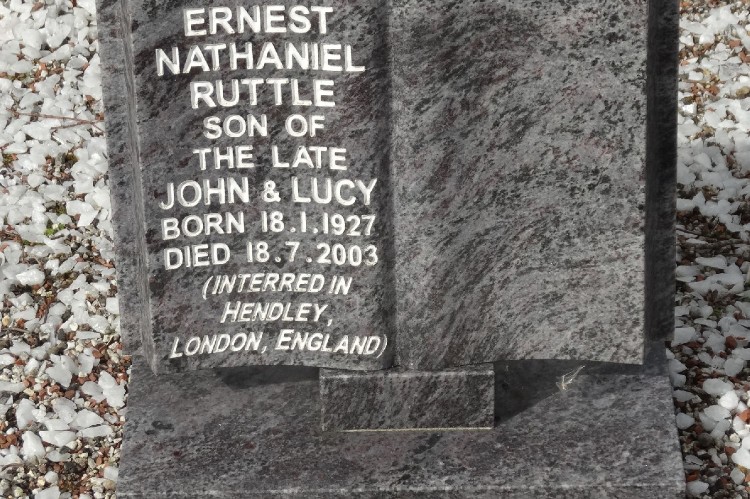 ERNEST
NATHANIEL
RUTTLE
SON OF
THE LATE
JOHN & LUCY
BORN 18.1.1927
DIED 18.7.2003
(INTERRED IN
HENDLEY,
LONDON, ENGLAND)